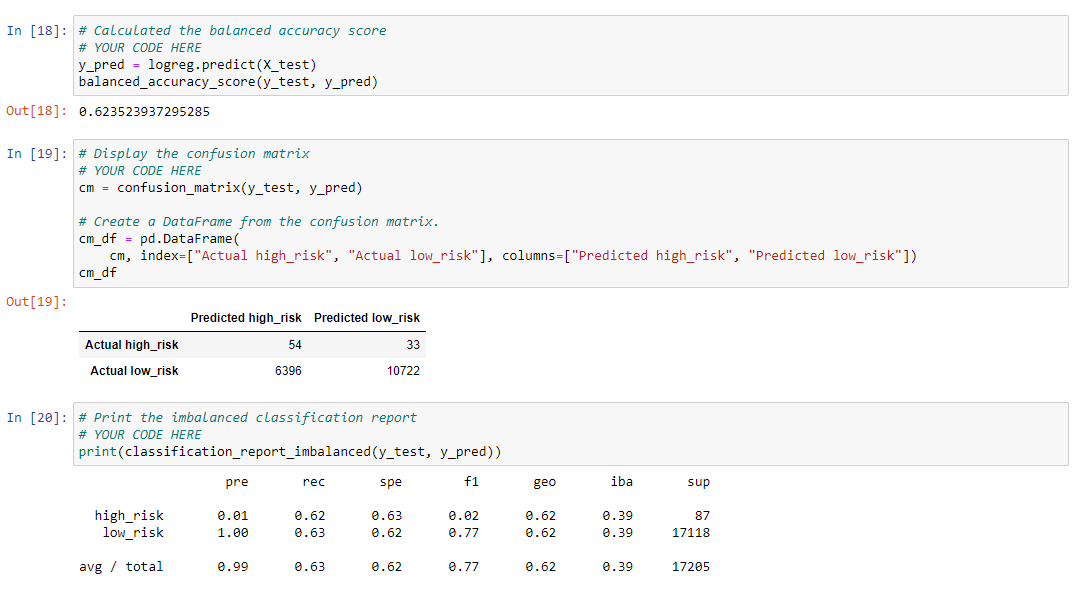 In [18]: # Calculated the balanced accuracy score
# YOUR CODE HERE
y_pred = logreg.predict(X_test)
balanced_accuracy_score(y_test, y_pred)
Out[18]: 0.623523937295285
In [19]: # Display the confusion matrix
# YOUR CODE HERE
cm = confusion_matrix(y_test, y_pred)
# Create a DataFrame from the confusion matrix.
cm_df = pd.DataFrame(
    cm, index=["Actual high_risk", "Actual low_risk"], columns=["Predicted high_risk", "Predicted low_risk"])
cm_df
Out[19]:
Predicted high_risk Predicted low_risk
Actual high_risk 54 33
Actual low_risk 6396 10722
In [20]: # Print the imbalanced classification report
# YOUR CODE HERE
print(classification_report_imbalanced(y_test, y_pred))
pre rec spe f1 geo iba sup
high_risk 0.01 0.62 0.63 0.02 0.62 0.39 87
low_risk 1.00 0.63 0.62 0.77 0.62 0.39 17118
avg / total 0.99 0.63 0.62 0.77 0.62 0.39 17205